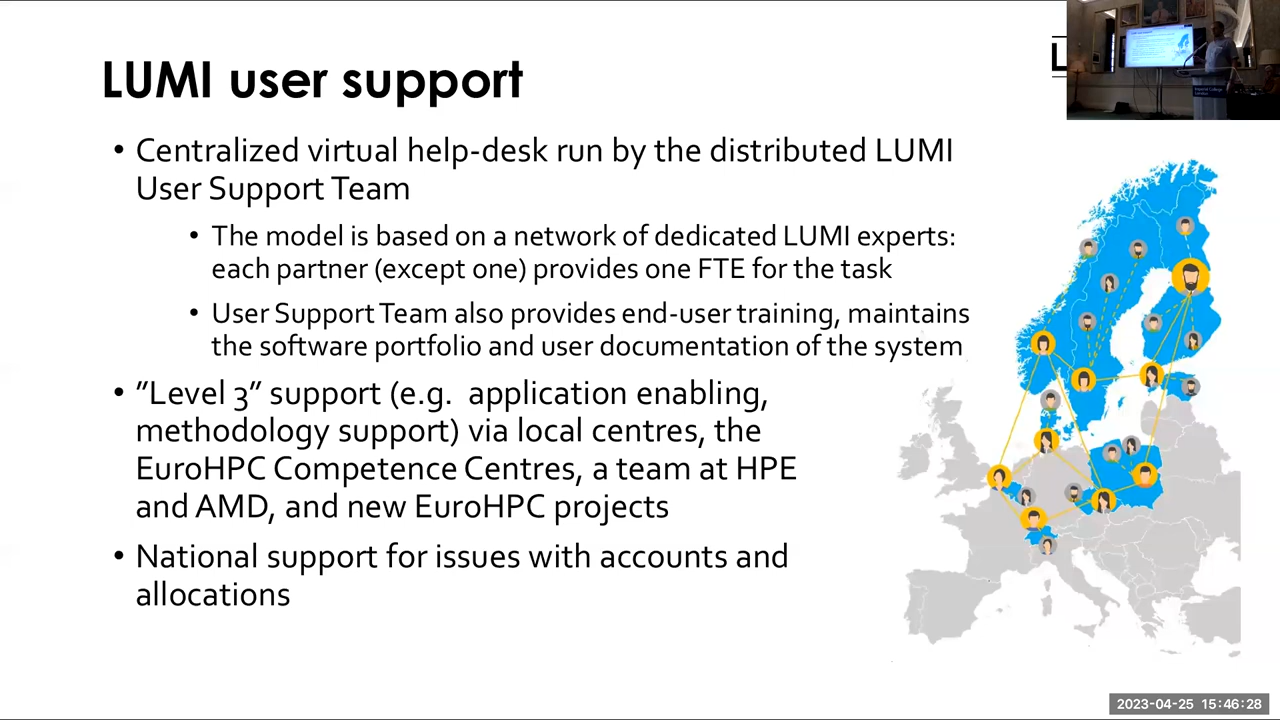 LUMI user support
L
• Centralized virtual help-desk run by the distributed LUMI
User Support Team
• The model is based on a network of dedicated LUMI experts:
each partner (except one) provides one FTE for the task
• User Support Team also provides end-user training, maintains
the software portfolio and user documentation of the system
• ”Level 3” support (e.g.  application enabling,
methodology support) via local centres, the
EuroHPC Competence Centres, a team at HPE
and AMD, and new EuroHPC projects
• National support for issues with accounts and
allocations
Imperial College
London
2023-04-25 15:46:28